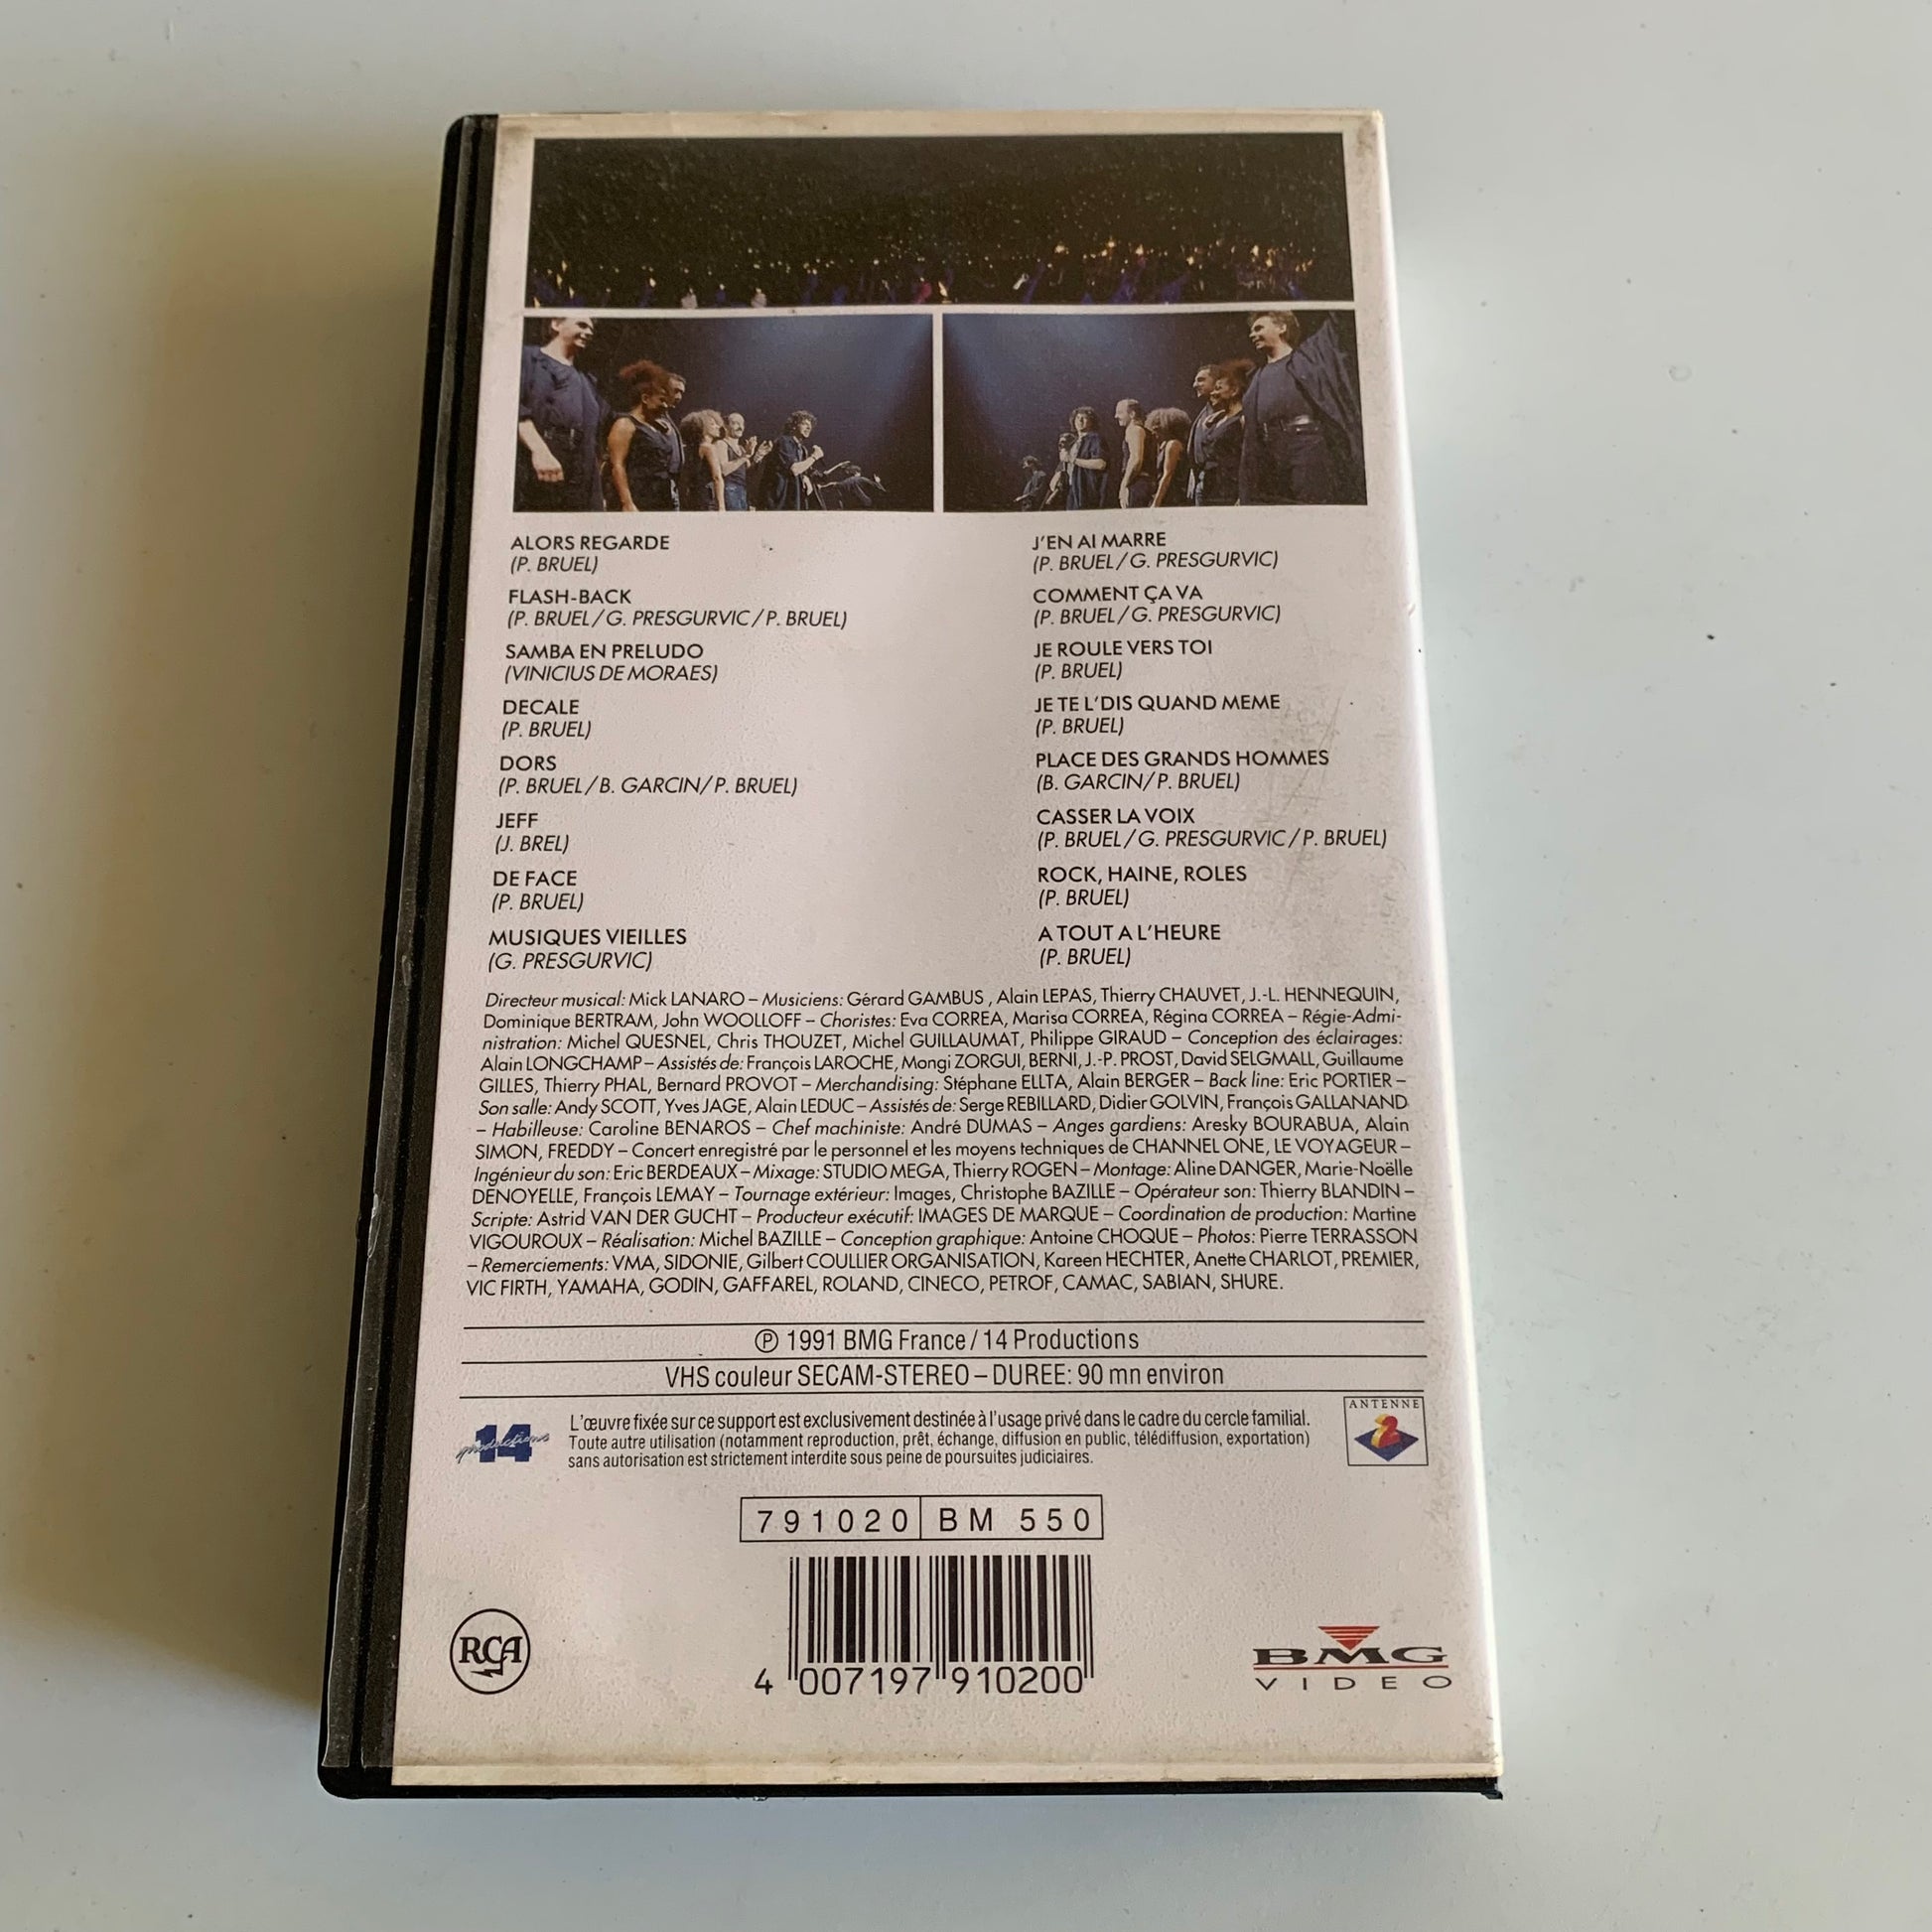 ALORS REGARDE
(P. BRUEL)
FLASH-BACK
(P. BRUEL/G. PRESGURVIC/P. BRUEL)
SAMBA EN PRELUDO
(VINICIUS DE MORAES)
DECALE
(P. BRUEL)
DORS
(P. BRUEL/B. GARCIN/P. BRUEL)
JEFF
(J. BREL)
DE FACE
(P. BRUEL)
MUSIQUES VIEILLES
(G. PRESGURVIC)
J'EN AI MARRE
(P. BRUEL/G. PRESGURVIC)
COMMENT ÇA VA
(P. BRUEL/G. PRESGURVIC)
JE ROULE VERS TOI
(P. BRUEL)
JE TE L'DIS QUAND MEME
(P. BRUEL)
PLACE DES GRANDS HOMMES
(B. GARCIN/P. BRUEL)
CASSER LA VOIX
(P. BRUEL/G. PRESGURVIC/P. BRUEL)
ROCK, HAINE, ROLES
(P. BRUEL)
A TOUT A L'HEURE
(P. BRUEL)
Directeur musical: Mick LANARO – Musiciens: Gérard GAMBUS , Alain LEPAS, Thierry CHAUVET, J.-L. HENNEQUIN,
Dominique BERTRAM, John WOOLLOFF – Choristes: Eva CORREA, Marisa CORREA, Régina CORREA – Régie-Admi-
nistration: Michel QUESNEL, Chris THOUZET, Michel GUILLAUMAT, Philippe GIRAUD – Conception des éclairages:
Alain LONGCHAMP – Assistés de: François LAROCHE, Mongi ZORGUI, BERNI, J.-P. PROST, David SELGMALL, Guillaume
GILLES, Thierry PHAL, Bernard PROVOT – Merchandising: Stéphane ELLTA, Alain BERGER – Back line: Eric PORTIER –
Son salle: Andy SCOTT, Yves JAGE, Alain LEDUC – Assistés de: Serge REBILLARD, Didier GOLVIN, François GALLANAND
– Habilleuse: Caroline BENAROS – Chef machiniste: André DUMAS – Anges gardiens: Aresky BOURABUA, Alain
SIMON, FREDDY – Concert enregistré par le personnel et les moyens techniques de CHANNEL ONE, LE VOYAGEUR –
Ingénieur du son: Eric BERDEAUX – Mixage: STUDIO MEGA, Thierry ROGEN – Montage: Aline DANGER, Marie-Noëlle
DENOYELLE, François LEMAY – Tournage extérieur: Images, Christophe BAZILLE – Opérateur son: Thierry BLANDIN –
Scripte: Astrid VAN DER GUCHT – Producteur exécutif: IMAGES DE MARQUE – Coordination de production: Martine
VIGOUROUX – Réalisation: Michel BAZILLE – Conception graphique: Antoine CHOQUE – Photos: Pierre TERRASSON
– Remerciements: VMA, SIDONIE, Gilbert COULLIER ORGANISATION, Kareen HECHTER, Anette CHARLOT, PREMIER,
VIC FIRTH, YAMAHA, GODIN, GAFFAREL, ROLAND, CINECO, PETROF, CAMAC, SABIAN, SHURE.
℗ 1991 BMG France / 14 Productions
VHS couleur SECAM-STEREO – DUREE: 90 mn environ
14 productions
L'œuvre fixée sur ce support est exclusivement destinée à l'usage privé dans le cadre du cercle familial.
Toute autre utilisation (notamment reproduction, prêt, échange, diffusion en public, télédiffusion, exportation)
sans autorisation est strictement interdite sous peine de poursuites judiciaires.
ANTENNE
2
791020 BM 550
4 007197 910200
RCA
BMG
VIDEO